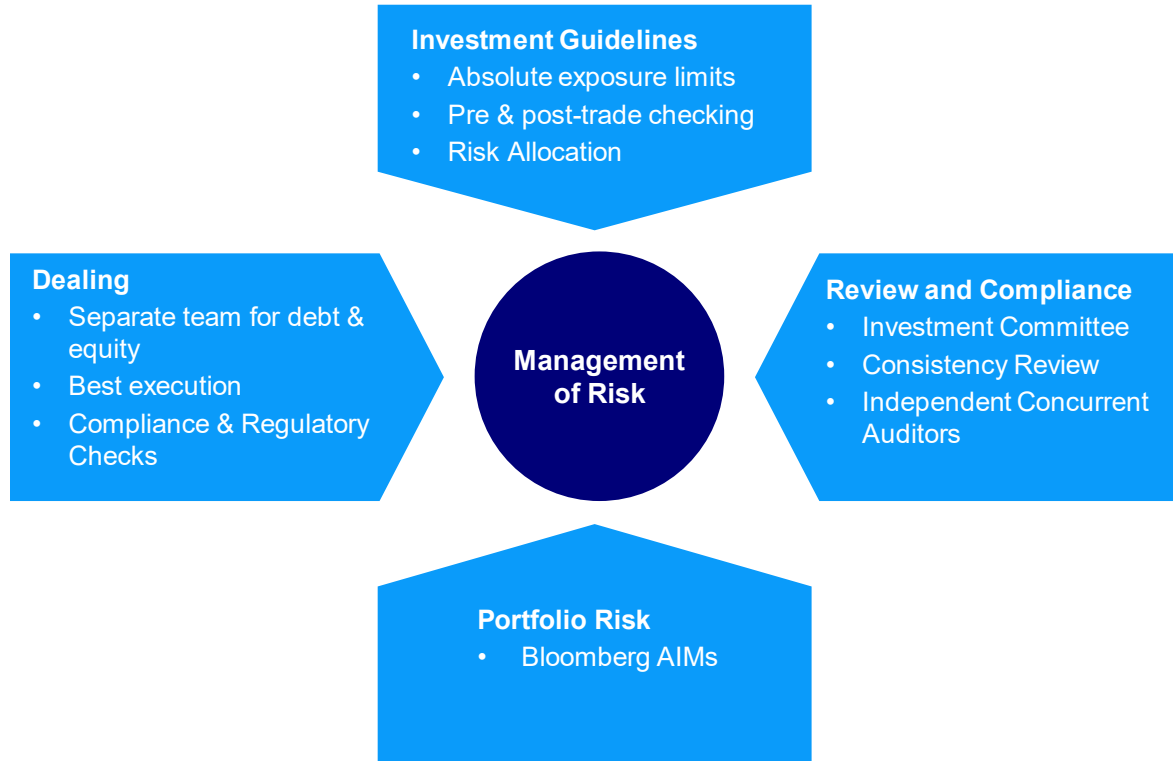 Investment Guidelines
• Absolute exposure limits
• Pre & post-trade checking
• Risk Allocation
Dealing
• Separate team for debt &
equity
• Best execution
• Compliance & Regulatory
Checks
Management
of Risk
Review and Compliance
• Investment Committee
• Consistency Review
• Independent Concurrent
Auditors
Portfolio Risk
• Bloomberg AIMs